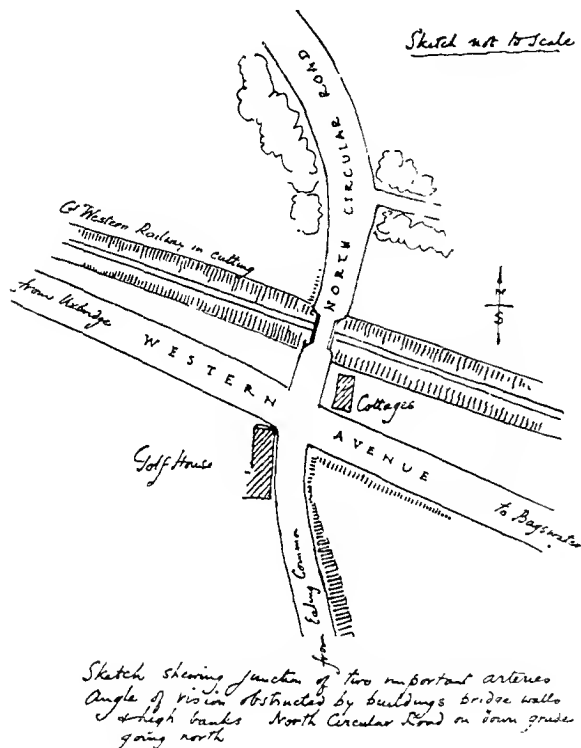 Sketch not to Scale
NORTH CIRCULAR ROAD
Gt Western Railway in cutting
from Uxbridge
WESTERN AVENUE
Cottages
Golf House
to Bayswater
from Ealing Common
N
S
Sketch shewing junction of two important arteries
Angle of vision obstructed by buildings bridge walls
& high banks North Circular Road on down grade
going north